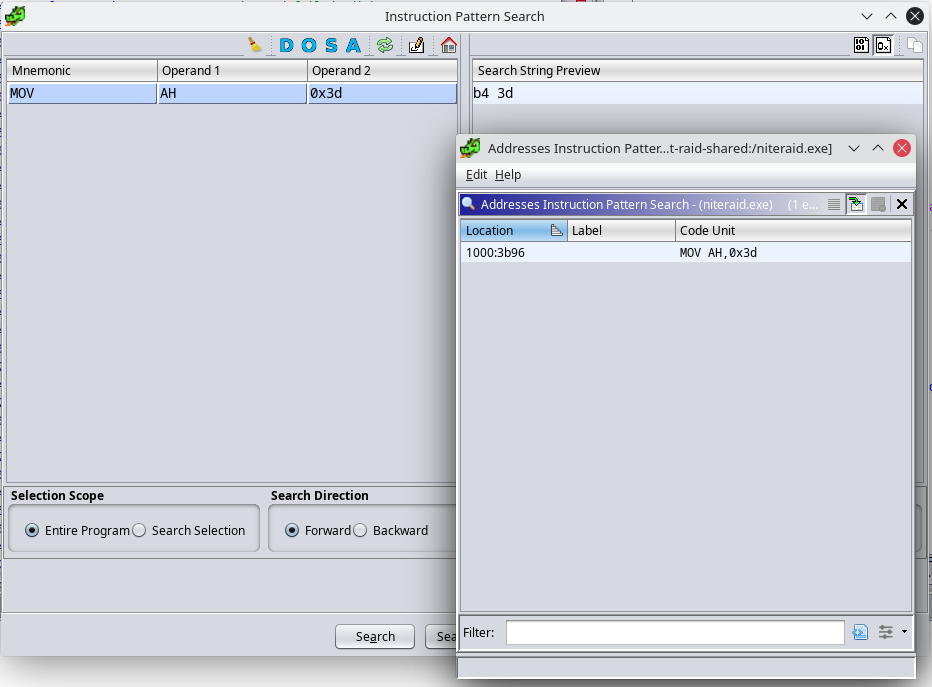 Instruction Pattern Search
D O S A
Mnemonic Operand 1 Operand 2
MOV AH 0x3d
Search String Preview
b4 3d
Addresses Instruction Patter...t-raid-shared:/niteraid.exe]
Edit Help
Addresses Instruction Pattern Search - (niteraid.exe) (1 e...
Location Label Code Unit
1000:3b96 MOV AH,0x3d
Filter:
Selection Scope
Entire Program Search Selection
Search Direction
Forward Backward
Search
Sea